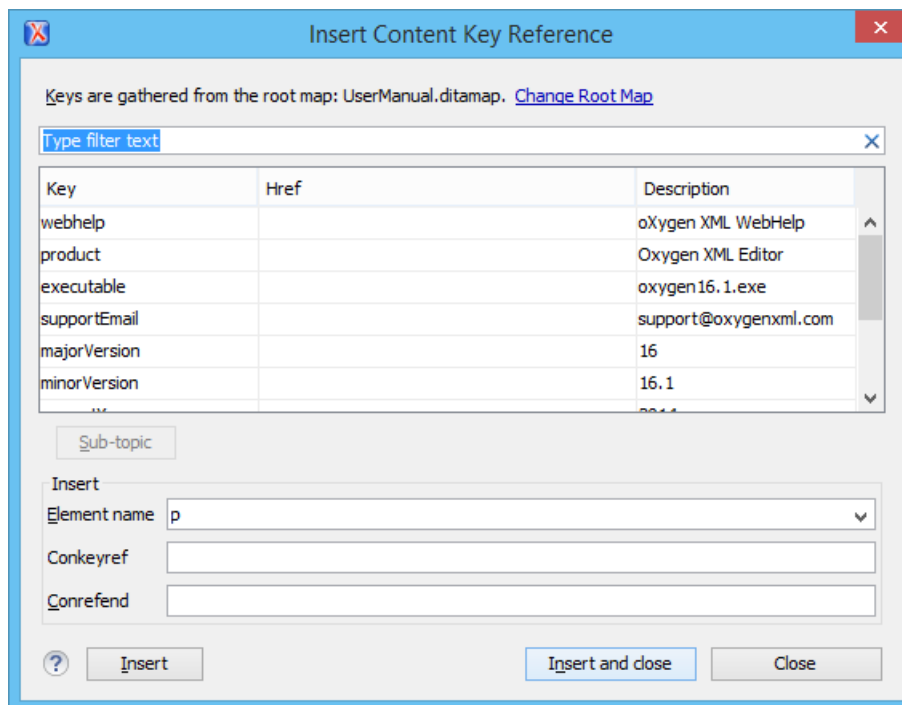 Insert Content Key Reference
Keys are gathered from the root map: UserManual.ditamap. Change Root Map
Type filter text
Key Href Description
webhelp oXygen XML WebHelp
product Oxygen XML Editor
executable oxygen16.1.exe
supportEmail support@oxygenxml.com
majorVersion 16
minorVersion 16.1
Sub-topic
Insert
Element name p
Conkeyref
Conrefend
? Insert Insert and close Close